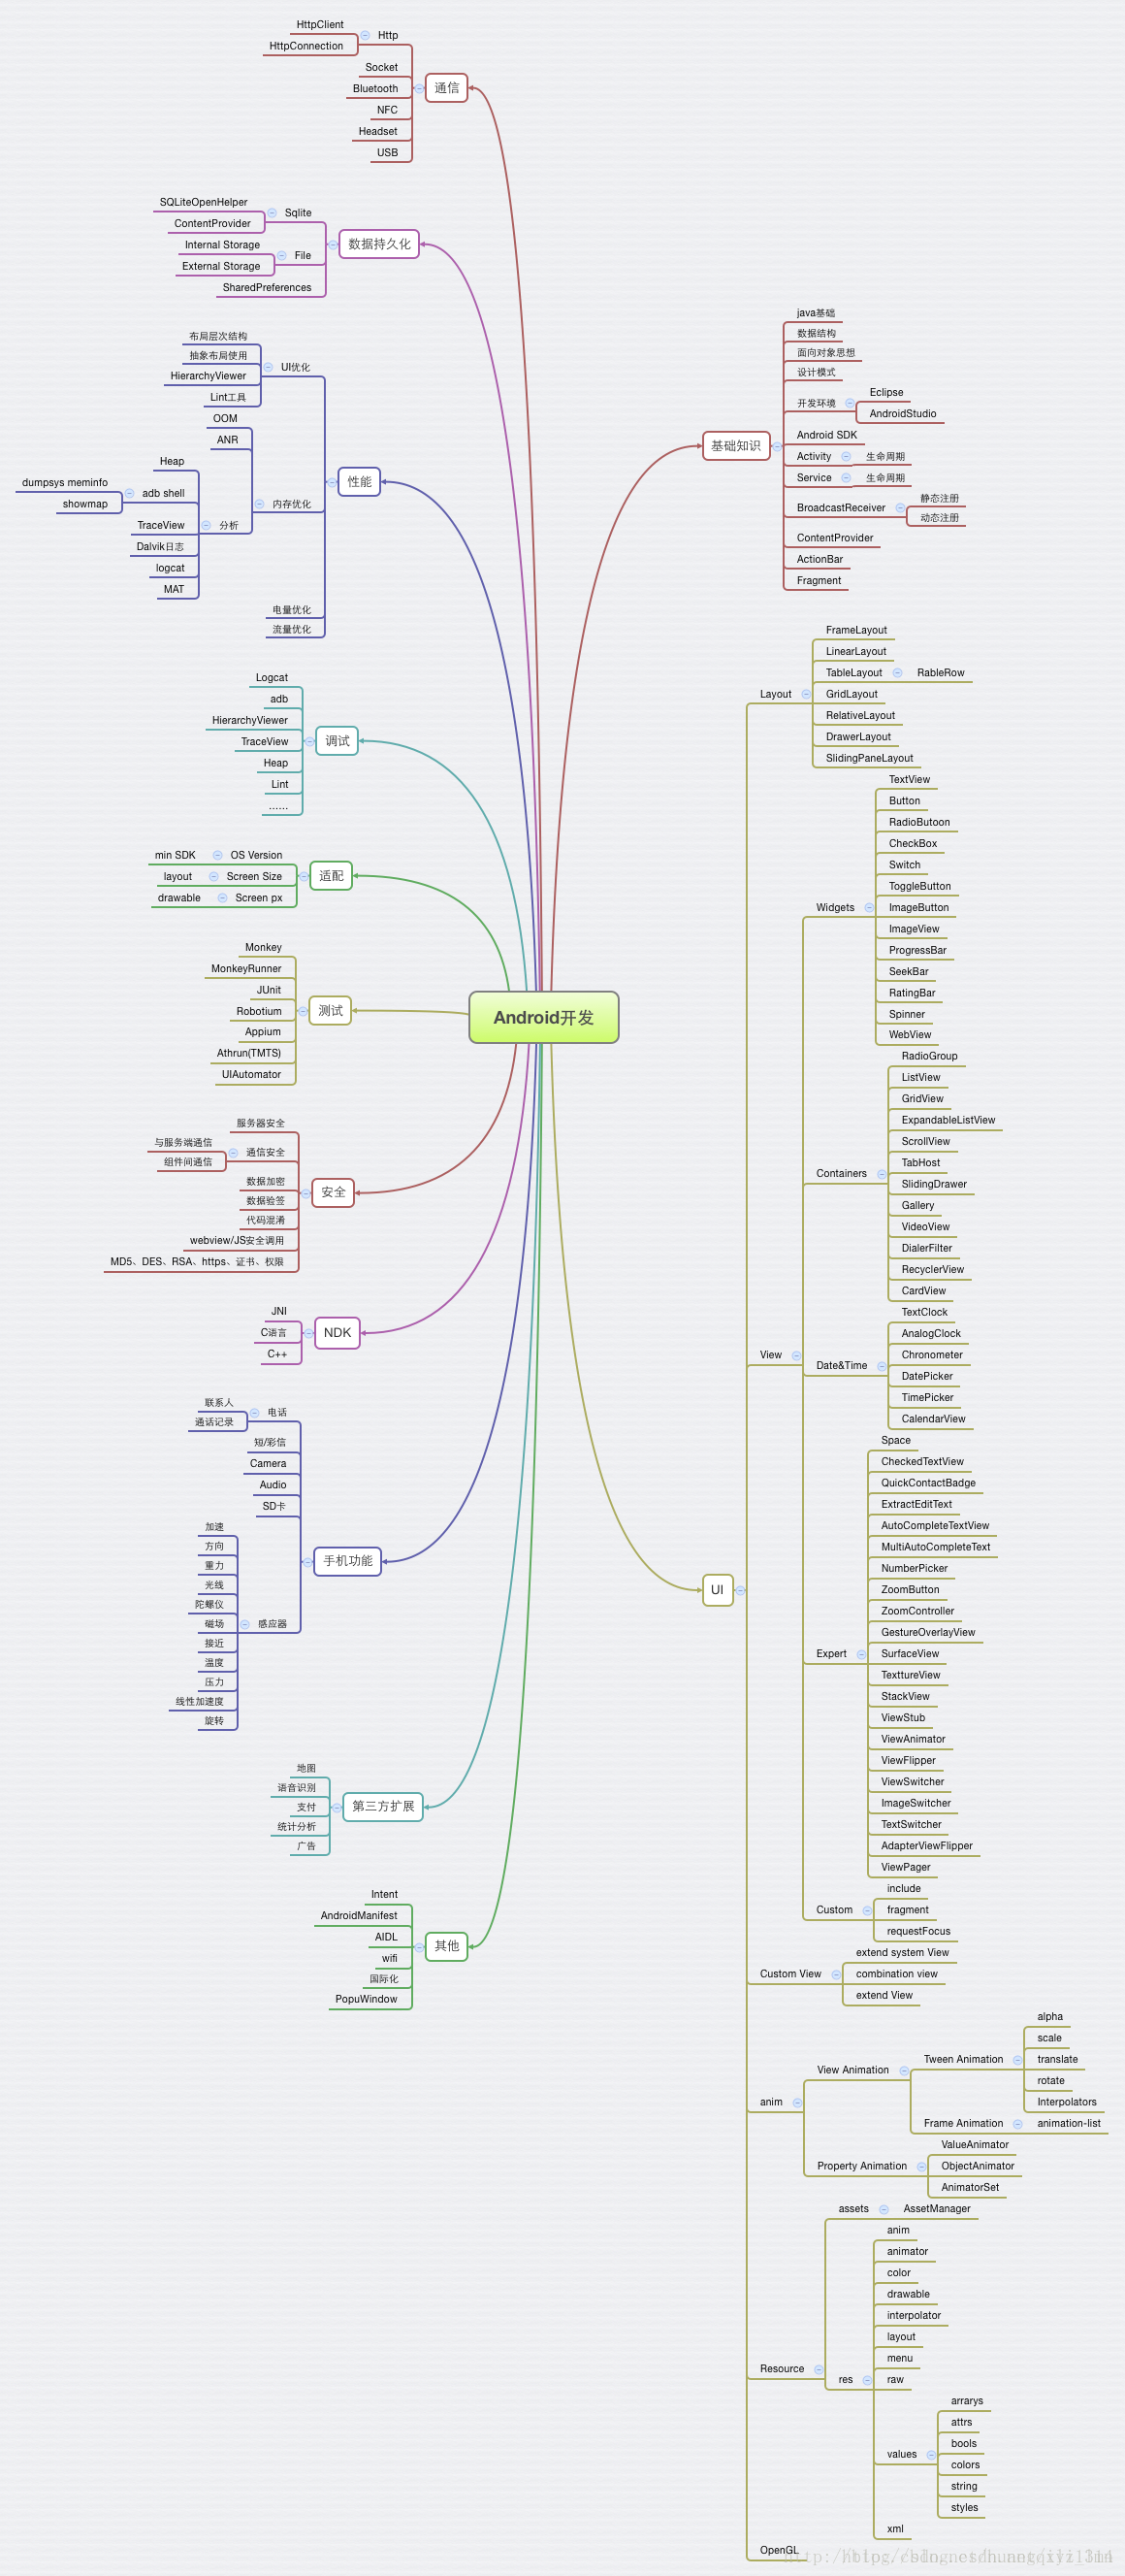 Android开发
通信
Http
HttpClient
HttpConnection
Socket
Bluetooth
NFC
Headset
USB
数据持久化
Sqlite
SQLiteOpenHelper
ContentProvider
File
Internal Storage
External Storage
SharedPreferences
性能
UI优化
布局层次结构
抽象布局使用
HierarchyViewer
Lint工具
内存优化
OOM
ANR
分析
Heap
adb shell
dumpsys meminfo
showmap
TraceView
Dalvik日志
logcat
MAT
电量优化
流量优化
调试
Logcat
adb
HierarchyViewer
TraceView
Heap
Lint
……
适配
OS Version
min SDK
Screen Size
layout
Screen px
drawable
测试
Monkey
MonkeyRunner
JUnit
Robotium
Appium
Athrun(TMTS)
UIAutomator
安全
服务器安全
通信安全
与服务端通信
组件间通信
数据加密
数据验签
代码混淆
webview/JS安全调用
MD5、DES、RSA、https、证书、权限
NDK
JNI
C语言
C++
手机功能
电话
联系人
通话记录
短/彩信
Camera
Audio
SD卡
感应器
加速
方向
重力
光线
陀螺仪
磁场
接近
温度
压力
线性加速度
旋转
第三方扩展
地图
语音识别
支付
统计分析
广告
其他
Intent
AndroidManifest
AIDL
wifi
国际化
PopuWindow
基础知识
java基础
数据结构
面向对象思想
设计模式
开发环境
Eclipse
AndroidStudio
Android SDK
Activity
生命周期
Service
生命周期
BroadcastReceiver
静态注册
动态注册
ContentProvider
ActionBar
Fragment
UI
Layout
FrameLayout
LinearLayout
TableLayout
RableRow
GridLayout
RelativeLayout
DrawerLayout
SlidingPaneLayout
View
Widgets
TextView
Button
RadioButoon
CheckBox
Switch
ToggleButton
ImageButton
ImageView
ProgressBar
SeekBar
RatingBar
Spinner
WebView
Containers
RadioGroup
ListView
GridView
ExpandableListView
ScrollView
TabHost
SlidingDrawer
Gallery
VideoView
DialerFilter
RecyclerView
CardView
Date&Time
TextClock
AnalogClock
Chronometer
DatePicker
TimePicker
CalendarView
Expert
Space
CheckedTextView
QuickContactBadge
ExtractEditText
AutoCompleteTextView
MultiAutoCompleteText
NumberPicker
ZoomButton
ZoomController
GestureOverlayView
SurfaceView
TexttureView
StackView
ViewStub
ViewAnimator
ViewFlipper
ViewSwitcher
ImageSwitcher
TextSwitcher
AdapterViewFlipper
ViewPager
Custom
include
fragment
requestFocus
Custom View
extend system View
combination view
extend View
anim
View Animation
Tween Animation
alpha
scale
translate
rotate
Interpolators
Frame Animation
animation-list
Property Animation
ValueAnimator
ObjectAnimator
AnimatorSet
Resource
assets
AssetManager
res
anim
animator
color
drawable
interpolator
layout
menu
raw
values
arrarys
attrs
bools
colors
string
styles
xml
OpenGL